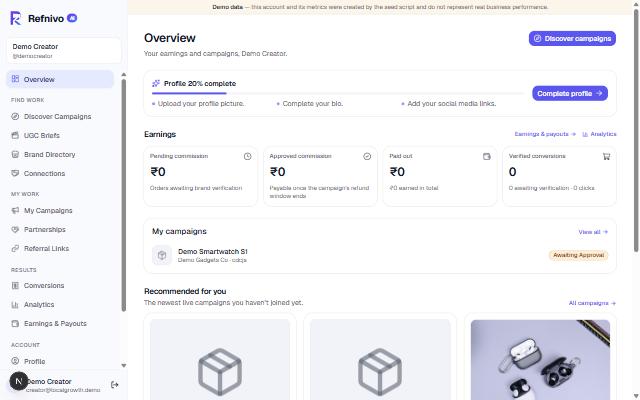 Demo data — this account and its metrics were created by the seed script and do not represent real business performance.
Refnivo AI
Demo Creator
@democreator
Overview
FIND WORK
Discover Campaigns
UGC Briefs
Brand Directory
Connections
MY WORK
My Campaigns
Partnerships
Referral Links
RESULTS
Conversions
Analytics
Earnings & Payouts
ACCOUNT
Profile
N
Demo Creator
creator@localgrowth.demo
Overview
Your earnings and campaigns, Demo Creator.
Discover campaigns
Profile 20% complete
Upload your profile picture.
Complete your bio.
Add your social media links.
Complete profile →
Earnings
Earnings & payouts →
Analytics
Pending commission
₹0
Orders awaiting brand verification
Approved commission
₹0
Payable once the campaign's refund
window ends
Paid out
₹0
₹0 earned in total
Verified conversions
0
0 awaiting verification · 0 clicks
My campaigns
View all →
Demo Smartwatch S1
Demo Gadgets Co · cdcjs
Awaiting Approval
Recommended for you
The newest live campaigns you haven't joined yet.
All campaigns →